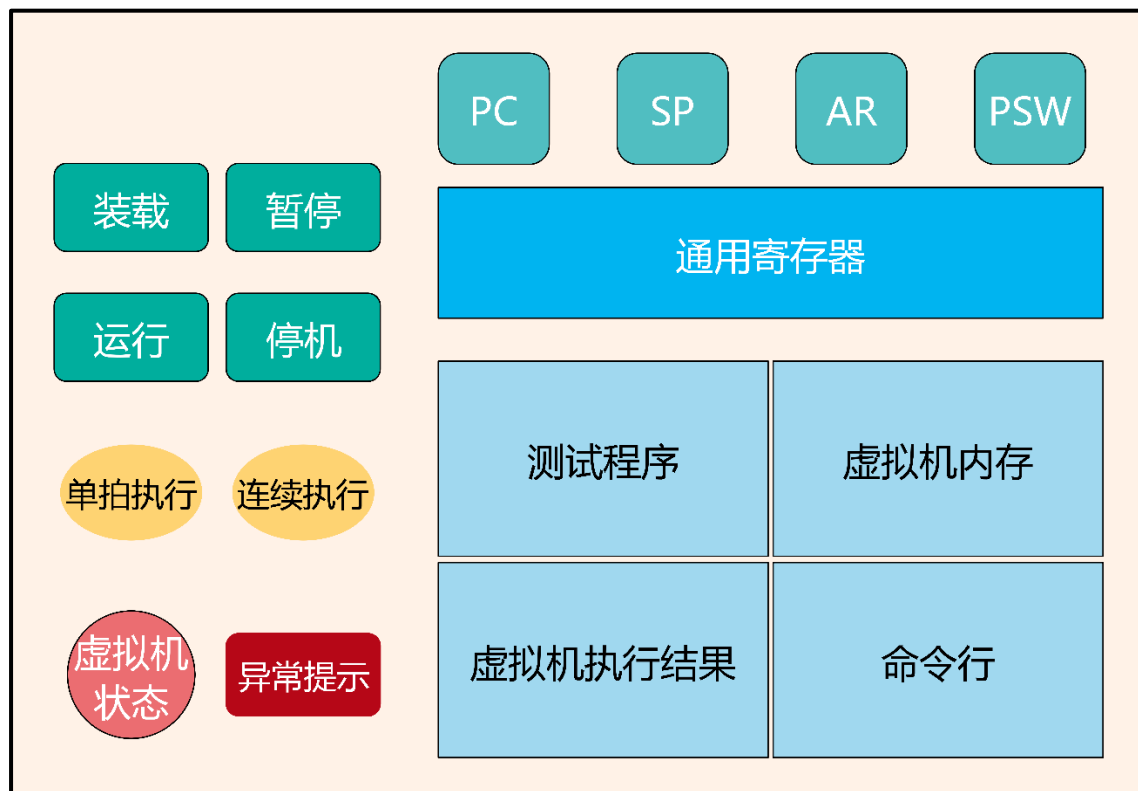 PC
SP
AR
PSW
装载
暂停
通用寄存器
运行
停机
测试程序
虚拟机内存
单拍执行
连续执行
虚拟机
状态
异常提示
虚拟机执行结果
命令行